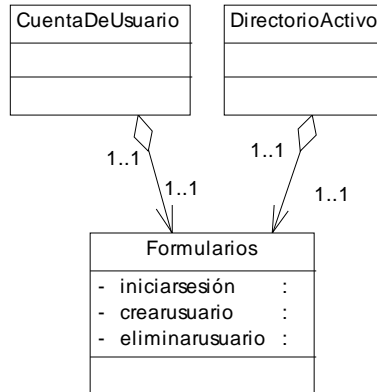 CuentaDeUsuario
DirectorioActivo
1..1
1..1
1..1
1..1
Formularios
- iniciarsesión :
- crearusuario :
- eliminarusuario :